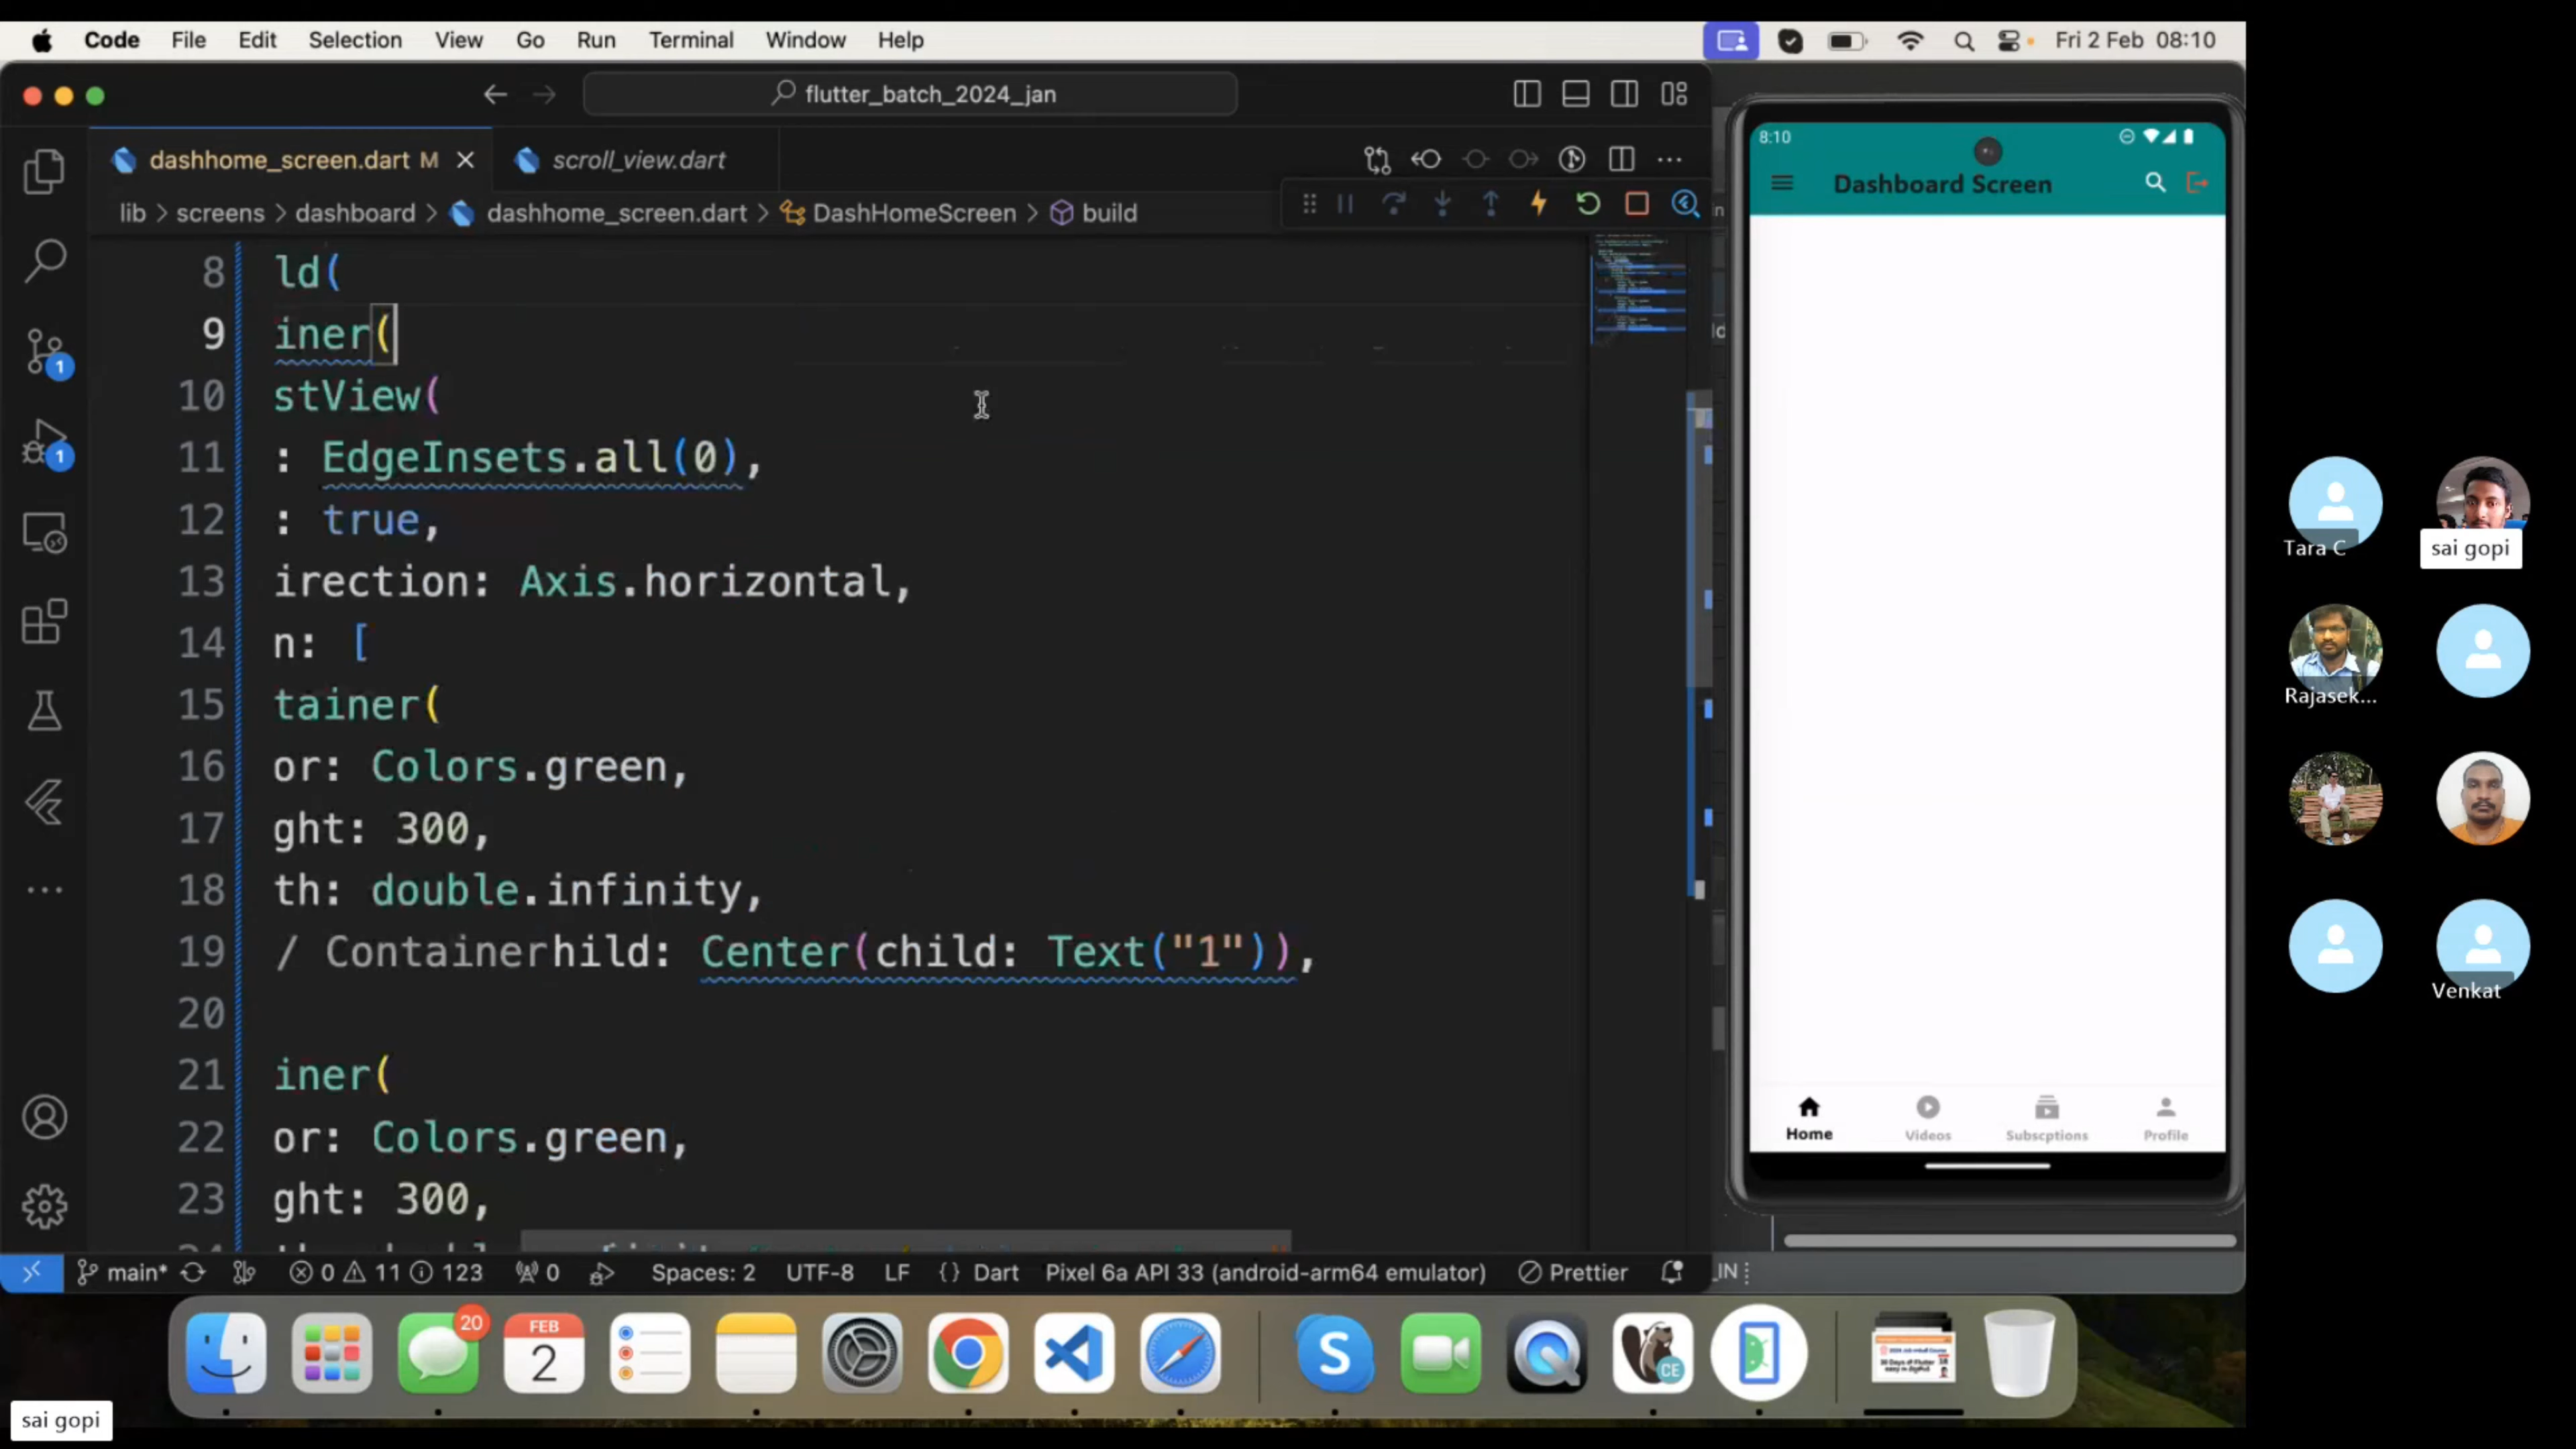 Code File Edit Selection View Go Run Terminal Window Help Fri 2 Feb 08:10
flutter_batch_2024_jan
dashhome_screen.dart M scroll_view.dart
lib > screens > dashboard > dashhome_screen.dart > DashHomeScreen > build
8 ld(
9 iner(
10 stView(
11 : EdgeInsets.all(0),
12 : true,
13 irection: Axis.horizontal,
14 n: [
15 tainer(
16 or: Colors.green,
17 ght: 300,
18 th: double.infinity,
19 / Containerhild: Center(child: Text("1")),
20
21 iner(
22 or: Colors.green,
23 ght: 300,
1
1
main* 0 11 123 0 Spaces: 2 UTF-8 LF {} Dart Pixel 6a API 33 (android-arm64 emulator) Prettier
_IN
8:10
Dashboard Screen
Home Videos Subscptions Profile
Tara C
sai gopi
Rajasek...
Venkat
20
FEB
2
S
CE
sai gopi